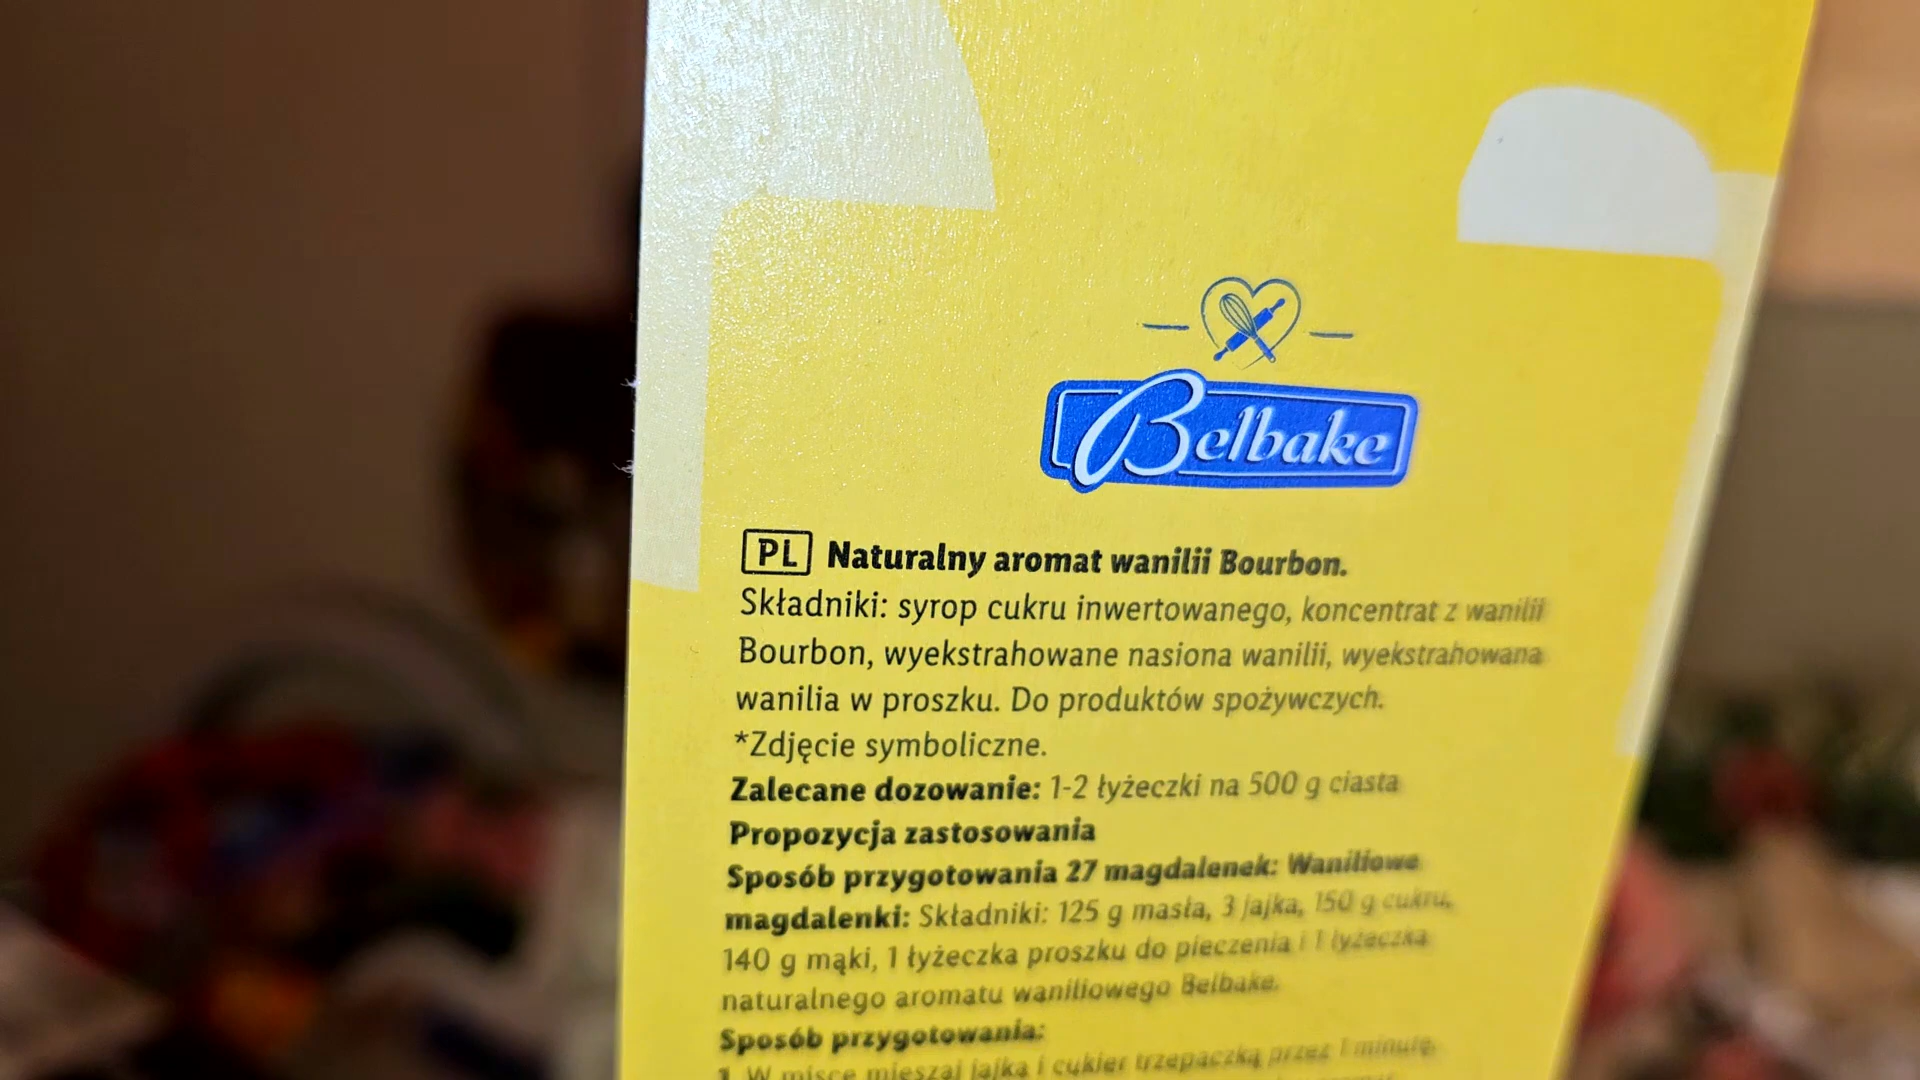 Belbake
PL Naturalny aromat wanilii Bourbon.
Składniki: syrop cukru inwertowanego, koncentrat z wanilii
Bourbon, wyekstrahowane nasiona wanilii, wyekstrahowana
wanilia w proszku. Do produktów spożywczych.
*Zdjęcie symboliczne.
Zalecane dozowanie: 1-2 łyżeczki na 500 g ciasta
Propozycja zastosowania
Sposób przygotowania 27 magdalenek: Waniliowe
magdalenki: Składniki: 125 g masła, 3 jajka, 150 g cukru,
140 g mąki, 1 łyżeczka proszku do pieczenia i 1 łyżeczka
naturalnego aromatu waniliowego Belbake.
Sposób przygotowania:
1. W misce mieszaj jajka i cukier trzepaczką przez 1 minutę,